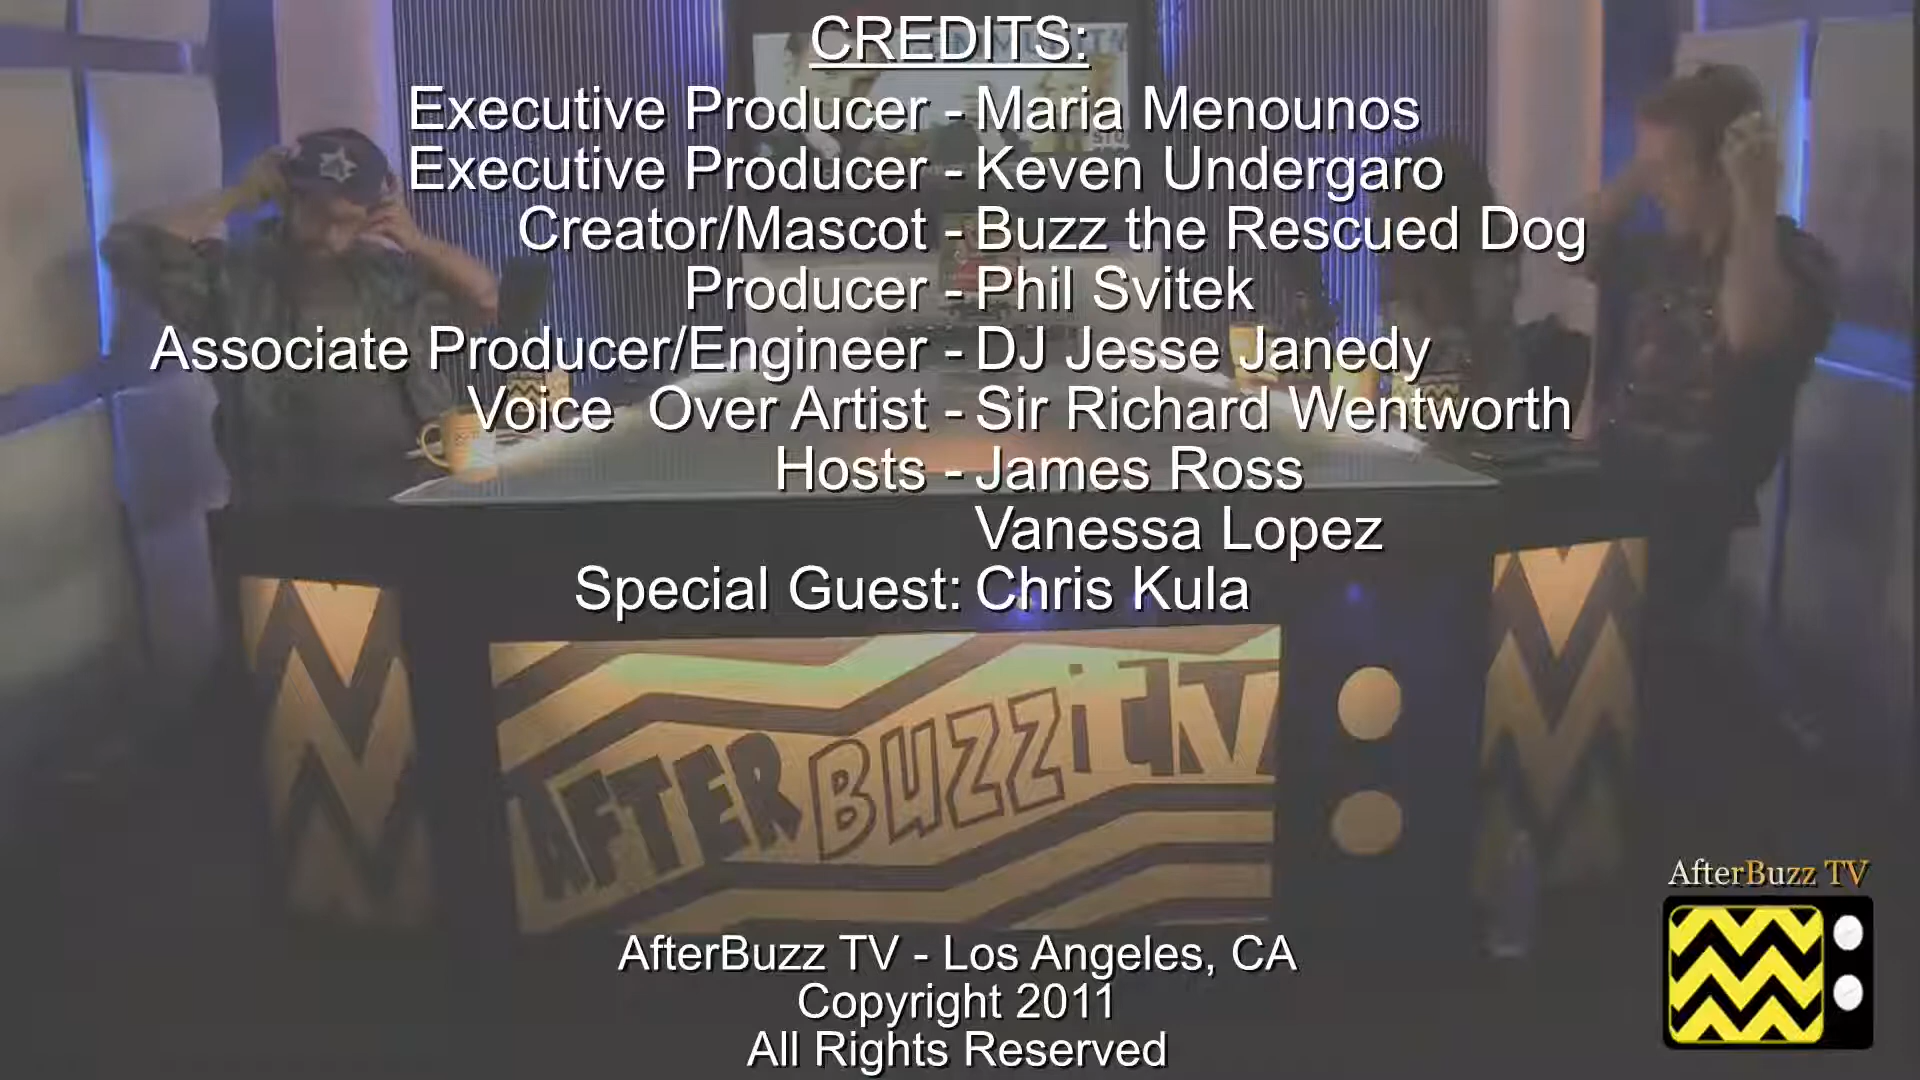 CREDITS:
Executive Producer - Maria Menounos
Executive Producer - Keven Undergaro
Creator/Mascot - Buzz the Rescued Dog
Producer - Phil Svitek
Associate Producer/Engineer - DJ Jesse Janedy
Voice Over Artist - Sir Richard Wentworth
Hosts - James Ross
Vanessa Lopez
Special Guest: Chris Kula
AFTER BUZZ TV
AfterBuzz TV
AfterBuzz TV - Los Angeles, CA
Copyright 2011
All Rights Reserved